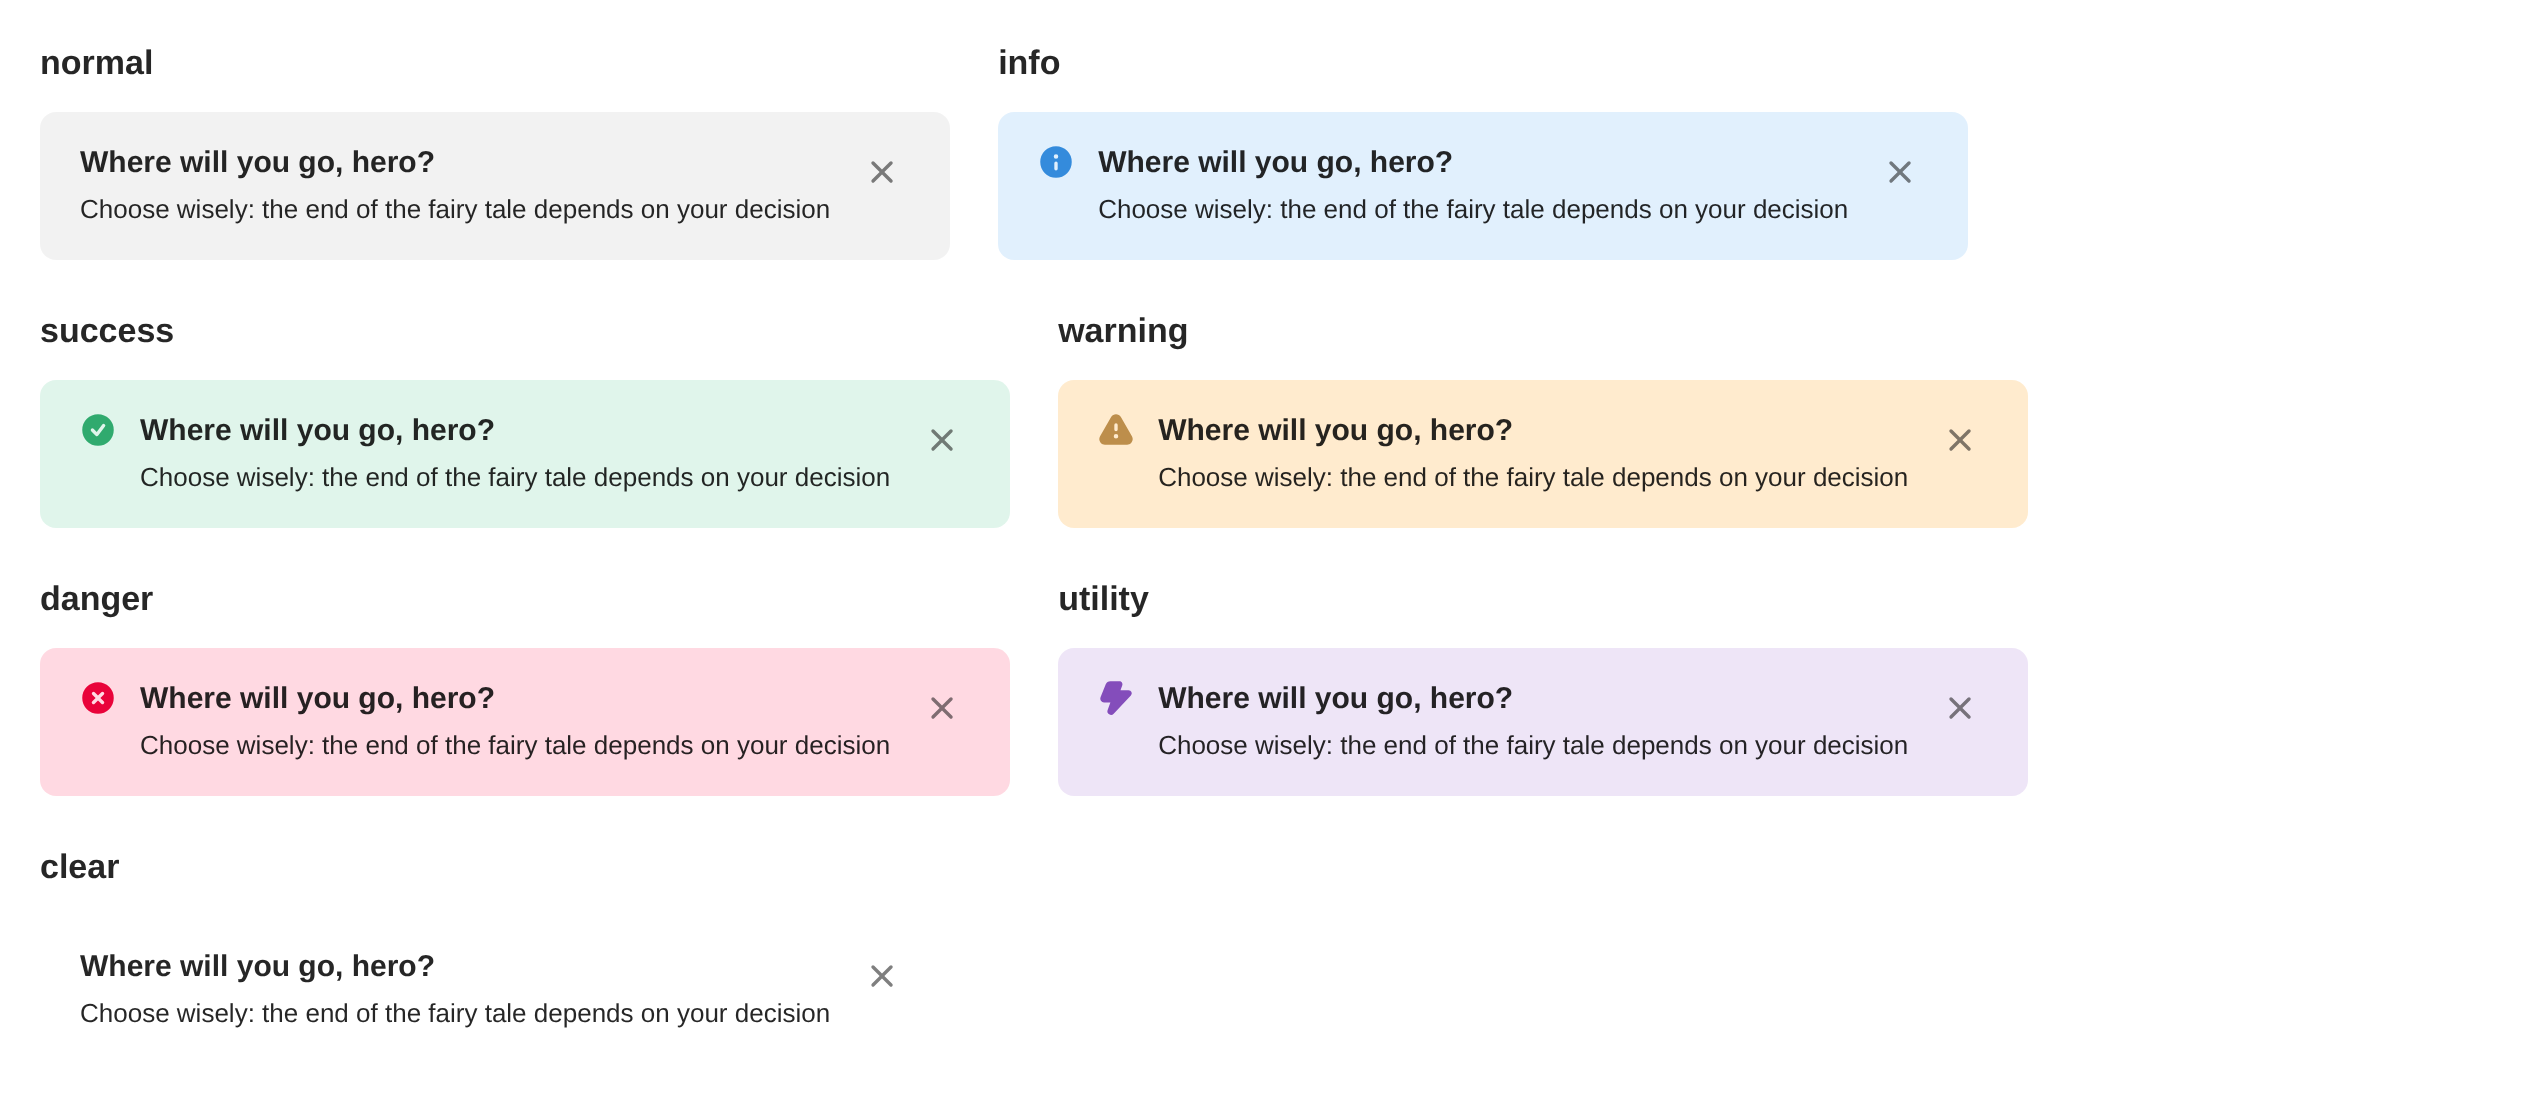 normal
info
Where will you go, hero?
Choose wisely: the end of the fairy tale depends on your decision
Where will you go, hero?
Choose wisely: the end of the fairy tale depends on your decision
success
warning
Where will you go, hero?
Choose wisely: the end of the fairy tale depends on your decision
Where will you go, hero?
Choose wisely: the end of the fairy tale depends on your decision
danger
utility
Where will you go, hero?
Choose wisely: the end of the fairy tale depends on your decision
Where will you go, hero?
Choose wisely: the end of the fairy tale depends on your decision
clear
Where will you go, hero?
Choose wisely: the end of the fairy tale depends on your decision